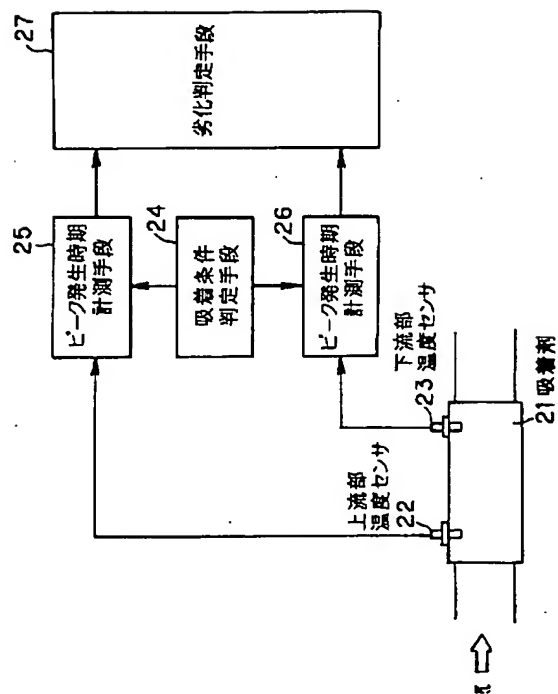 27
劣化判定手段
25
ピーク発生時期
計測手段
24
吸着条件
判定手段
26
ピーク発生時期
計測手段
上流部
温度センサ
22
下流部
温度センサ
23
21 吸着剤